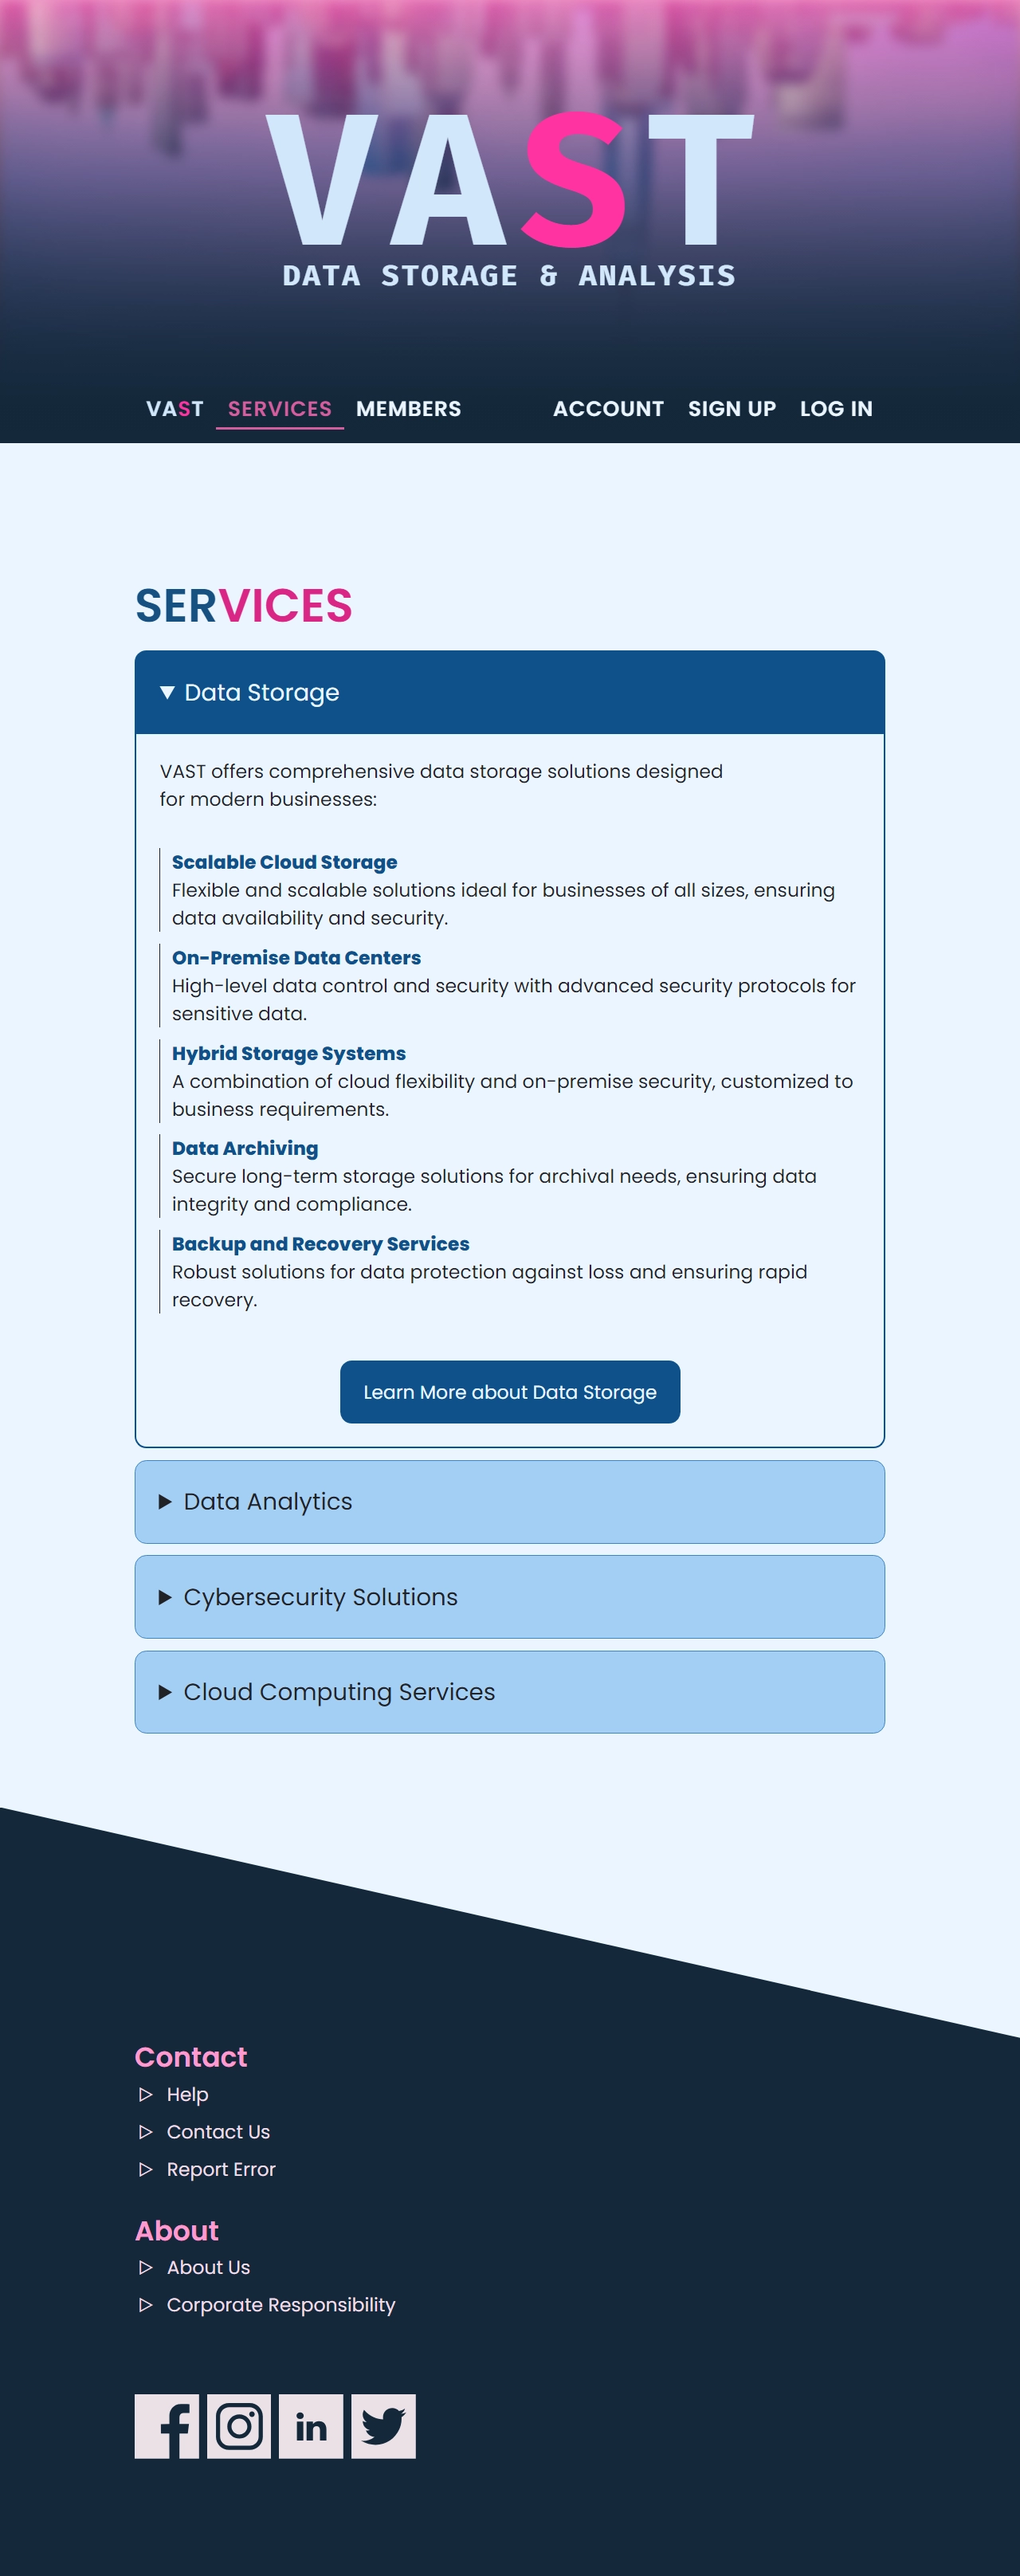 VAST
DATA STORAGE & ANALYSIS
VAST SERVICES MEMBERS ACCOUNT SIGN UP LOG IN
SERVICES
Data Storage
VAST offers comprehensive data storage solutions designed
for modern businesses:
Scalable Cloud Storage
Flexible and scalable solutions ideal for businesses of all sizes, ensuring
data availability and security.
On-Premise Data Centers
High-level data control and security with advanced security protocols for
sensitive data.
Hybrid Storage Systems
A combination of cloud flexibility and on-premise security, customized to
business requirements.
Data Archiving
Secure long-term storage solutions for archival needs, ensuring data
integrity and compliance.
Backup and Recovery Services
Robust solutions for data protection against loss and ensuring rapid
recovery.
Learn More about Data Storage
Data Analytics
Cybersecurity Solutions
Cloud Computing Services
Contact
Help
Contact Us
Report Error
About
About Us
Corporate Responsibility